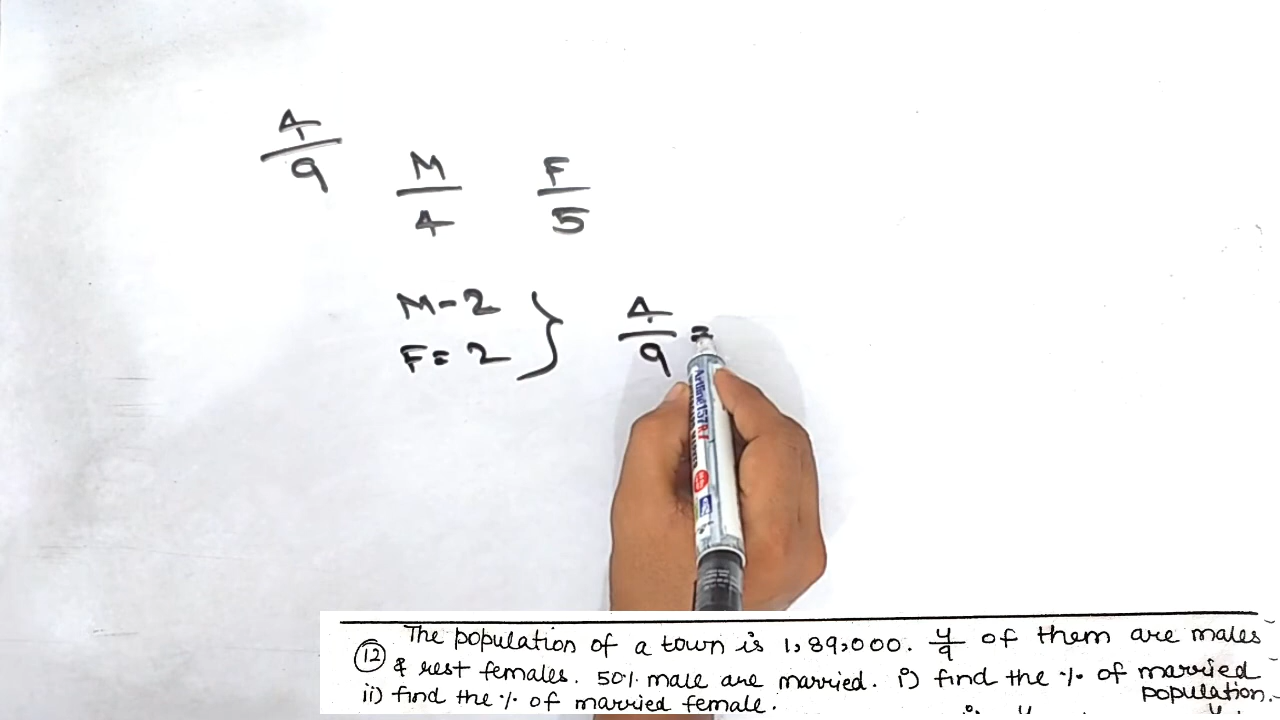 4/9
M F
4 5
M-2
F=2 } 4/9 =
Artline 157R
(12) The population of a town is 1,89,000. 4/9 of them are males
& rest females. 50% male are married. i) find the % of married
population.
ii) find the % of married female.